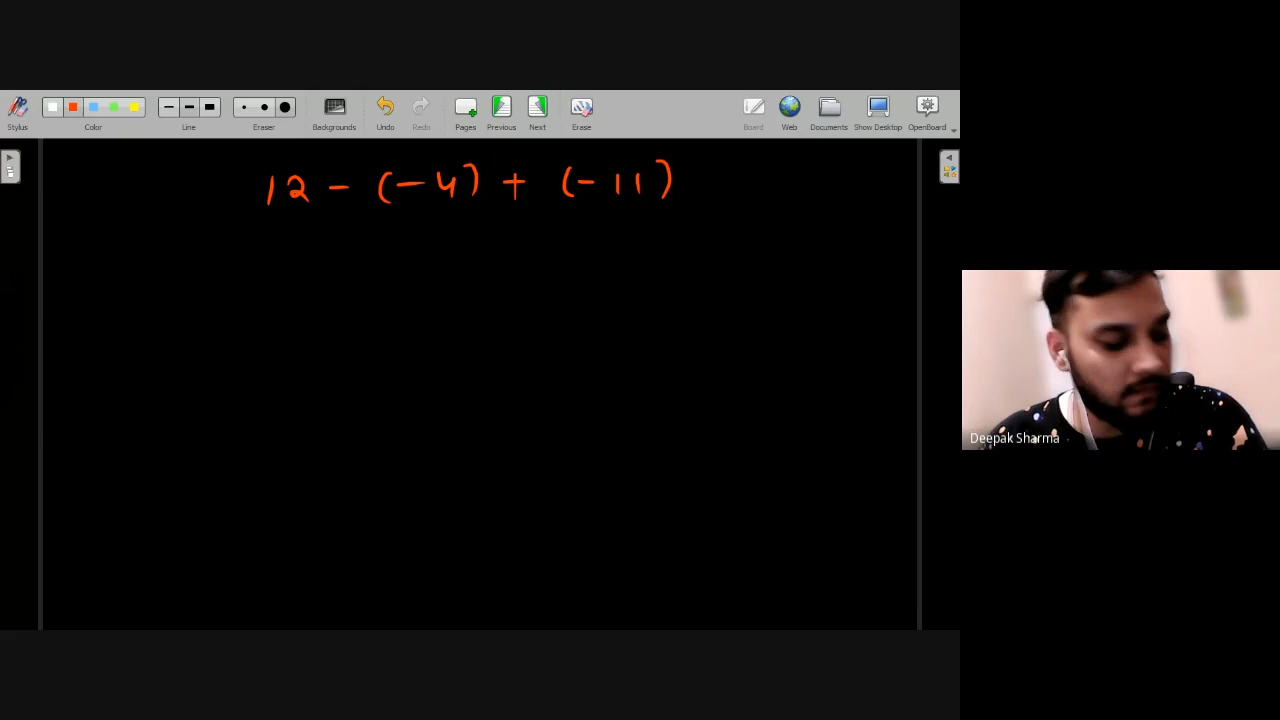 Stylus
Color
Line
Eraser
Backgrounds
Undo
Redo
Pages
Previous
Next
Erase
Board
Web
Documents
Show Desktop
OpenBoard
12 - (-4) + (-11)
Deepak Sharma